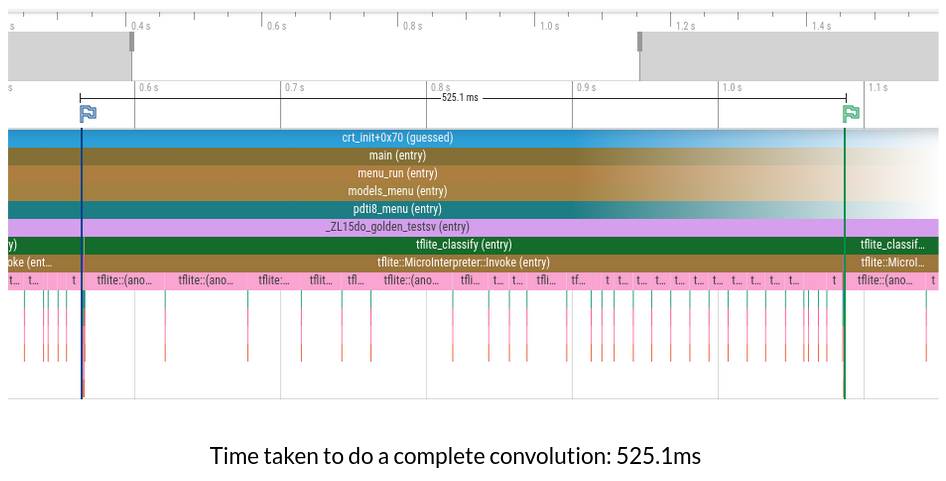 s 0.4 s 0.6 s 0.8 s 1.0 s 1.2 s 1.4 s
s 0.6 s 0.7 s 0.8 s 0.9 s 1.0 s 1.1 s
525.1 ms
crt_init+0x70 (guessed)
main (entry)
menu_run (entry)
models_menu (entry)
pdti8_menu (entry)
_ZL15do_golden_testsv (entry)
y) tflite_classify (entry) tflite_classif...
oke (ent... tflite::MicroInterpreter::Invoke (entry) tflite::MicroI...
t... t... t tflite::(ano... tflite::(ano... tflite:... tflit... tfl... tflite::(ano... tfli... t... t... tfli... tf... t t... t... t... t... t... t... t... t... t... t... t... t tflite::(ano... t
Time taken to do a complete convolution: 525.1ms